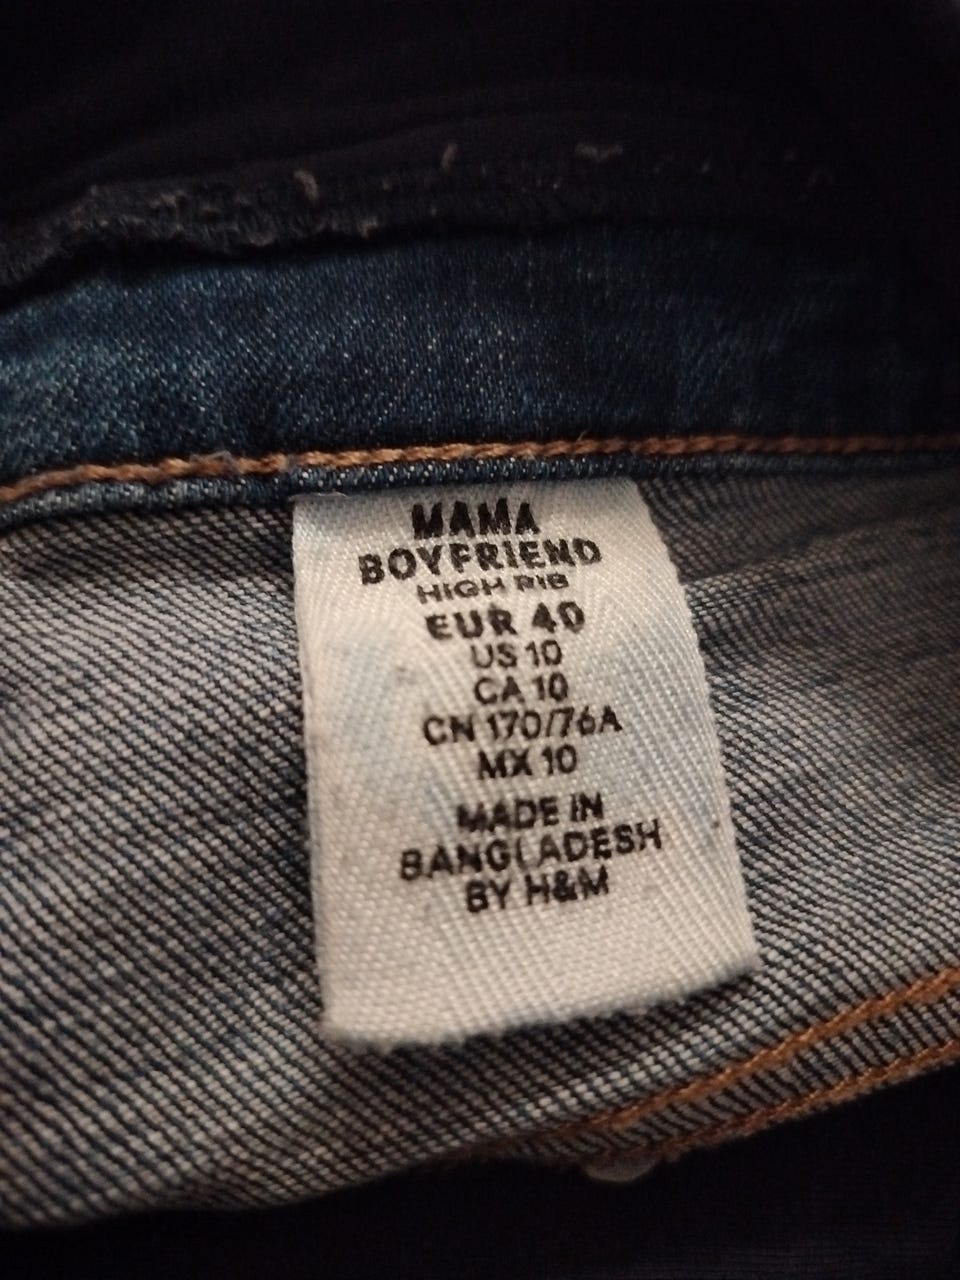 MAMA
BOYFRIEND
HIGH RIB
EUR 40
US 10
CA 10
CN 170/76A
MX 10
MADE IN
BANGLADESH
BY H&M